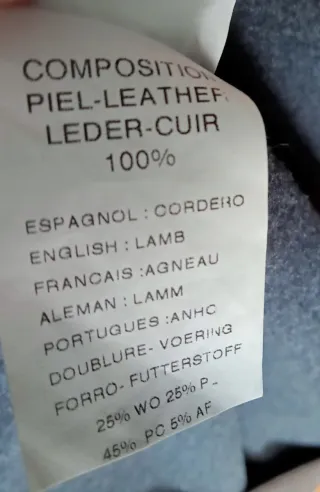 COMPOSITION
PIEL-LEATHER
LEDER-CUIR
100%
ESPAGNOL : CORDERO
ENGLISH : LAMB
FRANCAIS :AGNEAU
ALEMAN : LAMM
PORTUGUES :ANHO
DOUBLURE- VOERING
FORRO- FUTTERSTOFF
25% WO 25% P
45% PC 5% AF